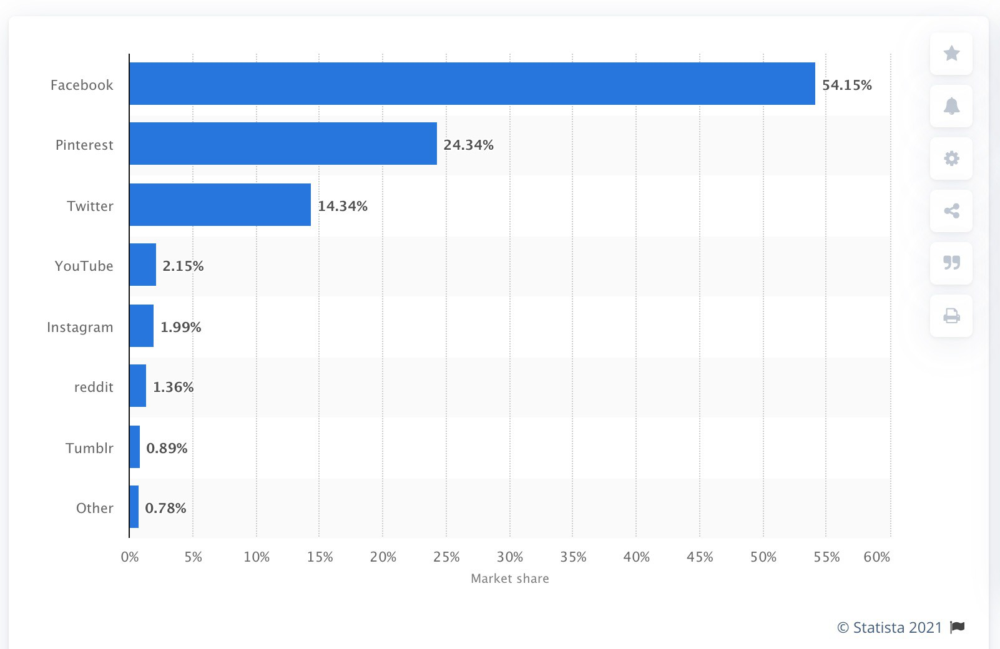 Facebook 54.15%
Pinterest 24.34%
Twitter 14.34%
YouTube 2.15%
Instagram 1.99%
reddit 1.36%
Tumblr 0.89%
Other 0.78%
0% 5% 10% 15% 20% 25% 30% 35% 40% 45% 50% 55% 60%
Market share
© Statista 2021